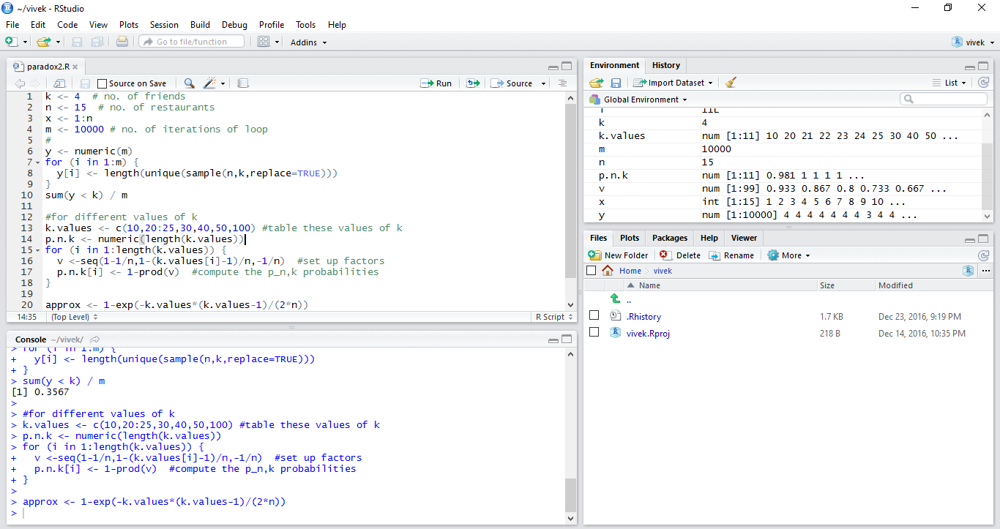 ~/vivek - RStudio
File Edit Code View Plots Session Build Debug Profile Tools Help
Go to file/function Addins vivek
paradox2.R
Source on Save Run Source
1 k <- 4 # no. of friends
2 n <- 15 # no. of restaurants
3 x <- 1:n
4 m <- 10000 # no. of iterations of loop
5 #
6 y <- numeric(m)
7 for (i in 1:m) {
8 y[i] <- length(unique(sample(n,k,replace=TRUE)))
9 }
10 sum(y < k) / m
11
12 #for different values of k
13 k.values <- c(10,20:25,30,40,50,100) #table these values of k
14 p.n.k <- numeric(length(k.values))
15 for (i in 1:length(k.values)) {
16 v <-seq(1-1/n,1-(k.values[i]-1)/n,-1/n) #set up factors
17 p.n.k[i] <- 1-prod(v) #compute the p_n,k probabilities
18 }
19
20 approx <- 1-exp(-k.values*(k.values-1)/(2*n))
14:35 (Top Level) R Script
Console ~/vivek/
> for (i in 1:m) {
+ y[i] <- length(unique(sample(n,k,replace=TRUE)))
+ }
> sum(y < k) / m
[1] 0.3567
>
> #for different values of k
> k.values <- c(10,20:25,30,40,50,100) #table these values of k
> p.n.k <- numeric(length(k.values))
> for (i in 1:length(k.values)) {
+ v <-seq(1-1/n,1-(k.values[i]-1)/n,-1/n) #set up factors
+ p.n.k[i] <- 1-prod(v) #compute the p_n,k probabilities
+ }
>
> approx <- 1-exp(-k.values*(k.values-1)/(2*n))
>
Environment History
Import Dataset List
Global Environment
i 11L
k 4
k.values num [1:11] 10 20 21 22 23 24 25 30 40 50 ...
m 10000
n 15
p.n.k num [1:11] 0.981 1 1 1 1 ...
v num [1:99] 0.933 0.867 0.8 0.733 0.667 ...
x int [1:15] 1 2 3 4 5 6 7 8 9 10 ...
y num [1:10000] 4 4 4 4 4 4 4 3 4 4 ...
Files Plots Packages Help Viewer
New Folder Delete Rename More
Home vivek ...
Name Size Modified
..
.Rhistory 1.7 KB Dec 23, 2016, 9:19 PM
vivek.Rproj 218 B Dec 14, 2016, 10:35 PM